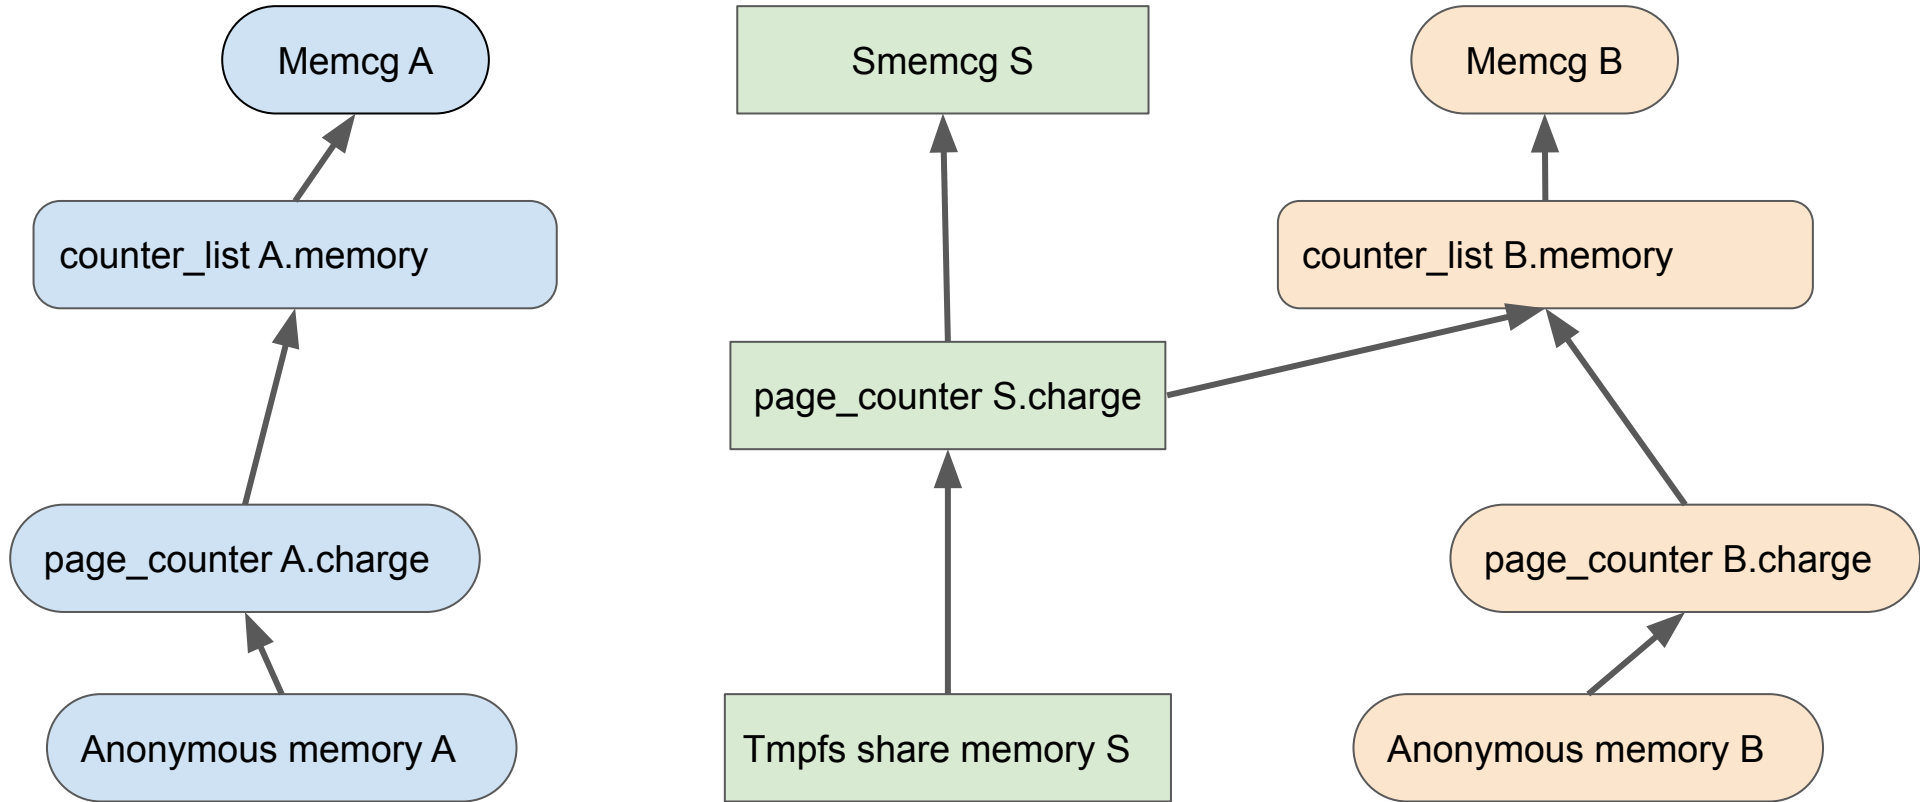 Memcg A
Smemcg S
Memcg B
counter_list A.memory
counter_list B.memory
page_counter S.charge
page_counter A.charge
page_counter B.charge
Anonymous memory A
Tmpfs share memory S
Anonymous memory B